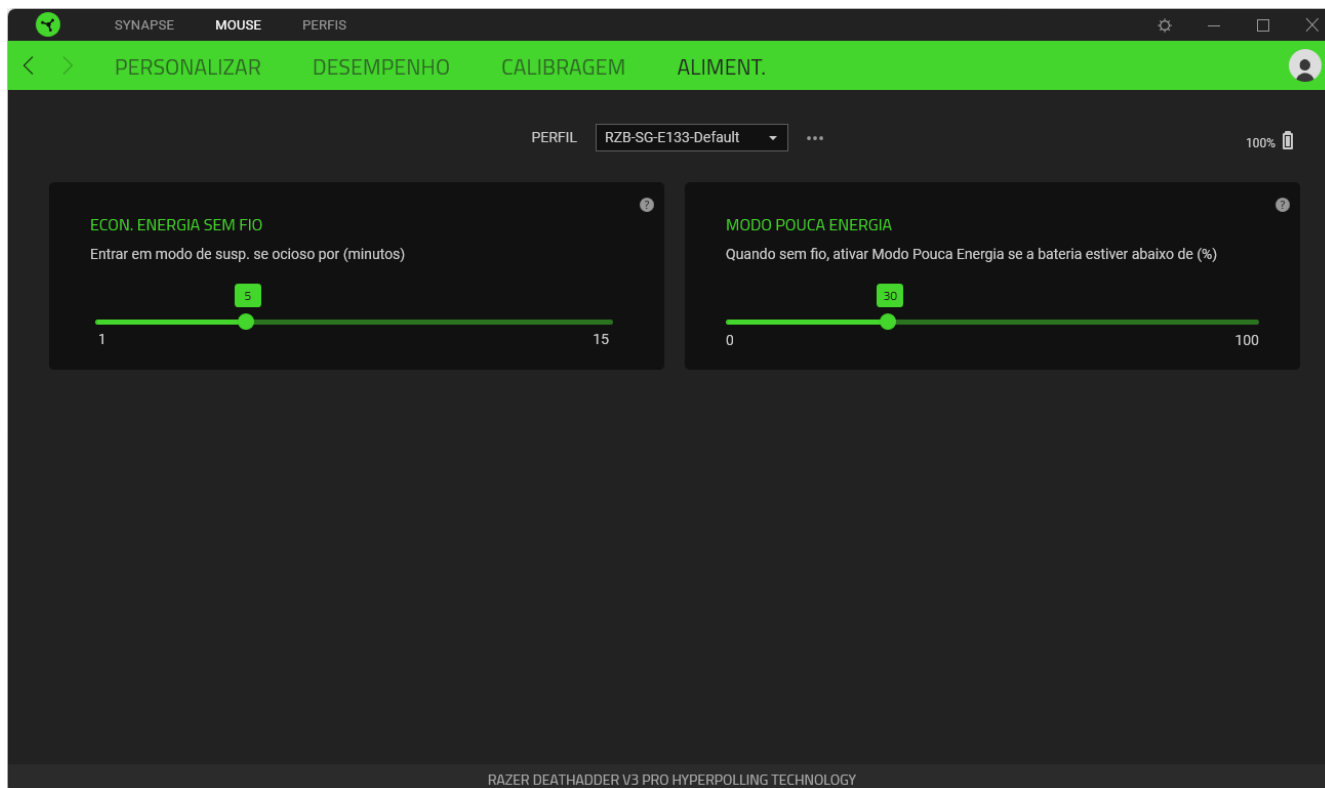 SYNAPSE MOUSE PERFIS
PERSONALIZAR DESEMPENHO CALIBRAGEM ALIMENT.
PERFIL RZB-SG-E133-Default
100%
ECON. ENERGIA SEM FIO
Entrar em modo de susp. se ocioso por (minutos)
5
1 15
MODO POUCA ENERGIA
Quando sem fio, ativar Modo Pouca Energia se a bateria estiver abaixo de (%)
30
0 100
RAZER DEATHADDER V3 PRO HYPERPOLLING TECHNOLOGY